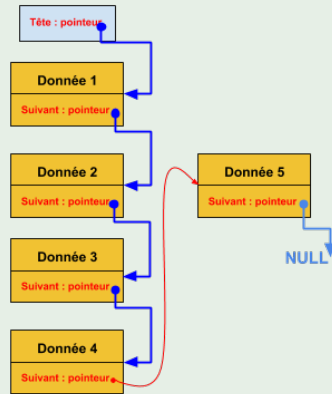 Tête : pointeur
Donnée 1
Suivant : pointeur
Donnée 2
Suivant : pointeur
Donnée 3
Suivant : pointeur
Donnée 4
Suivant : pointeur
Donnée 5
Suivant : pointeur
NULL